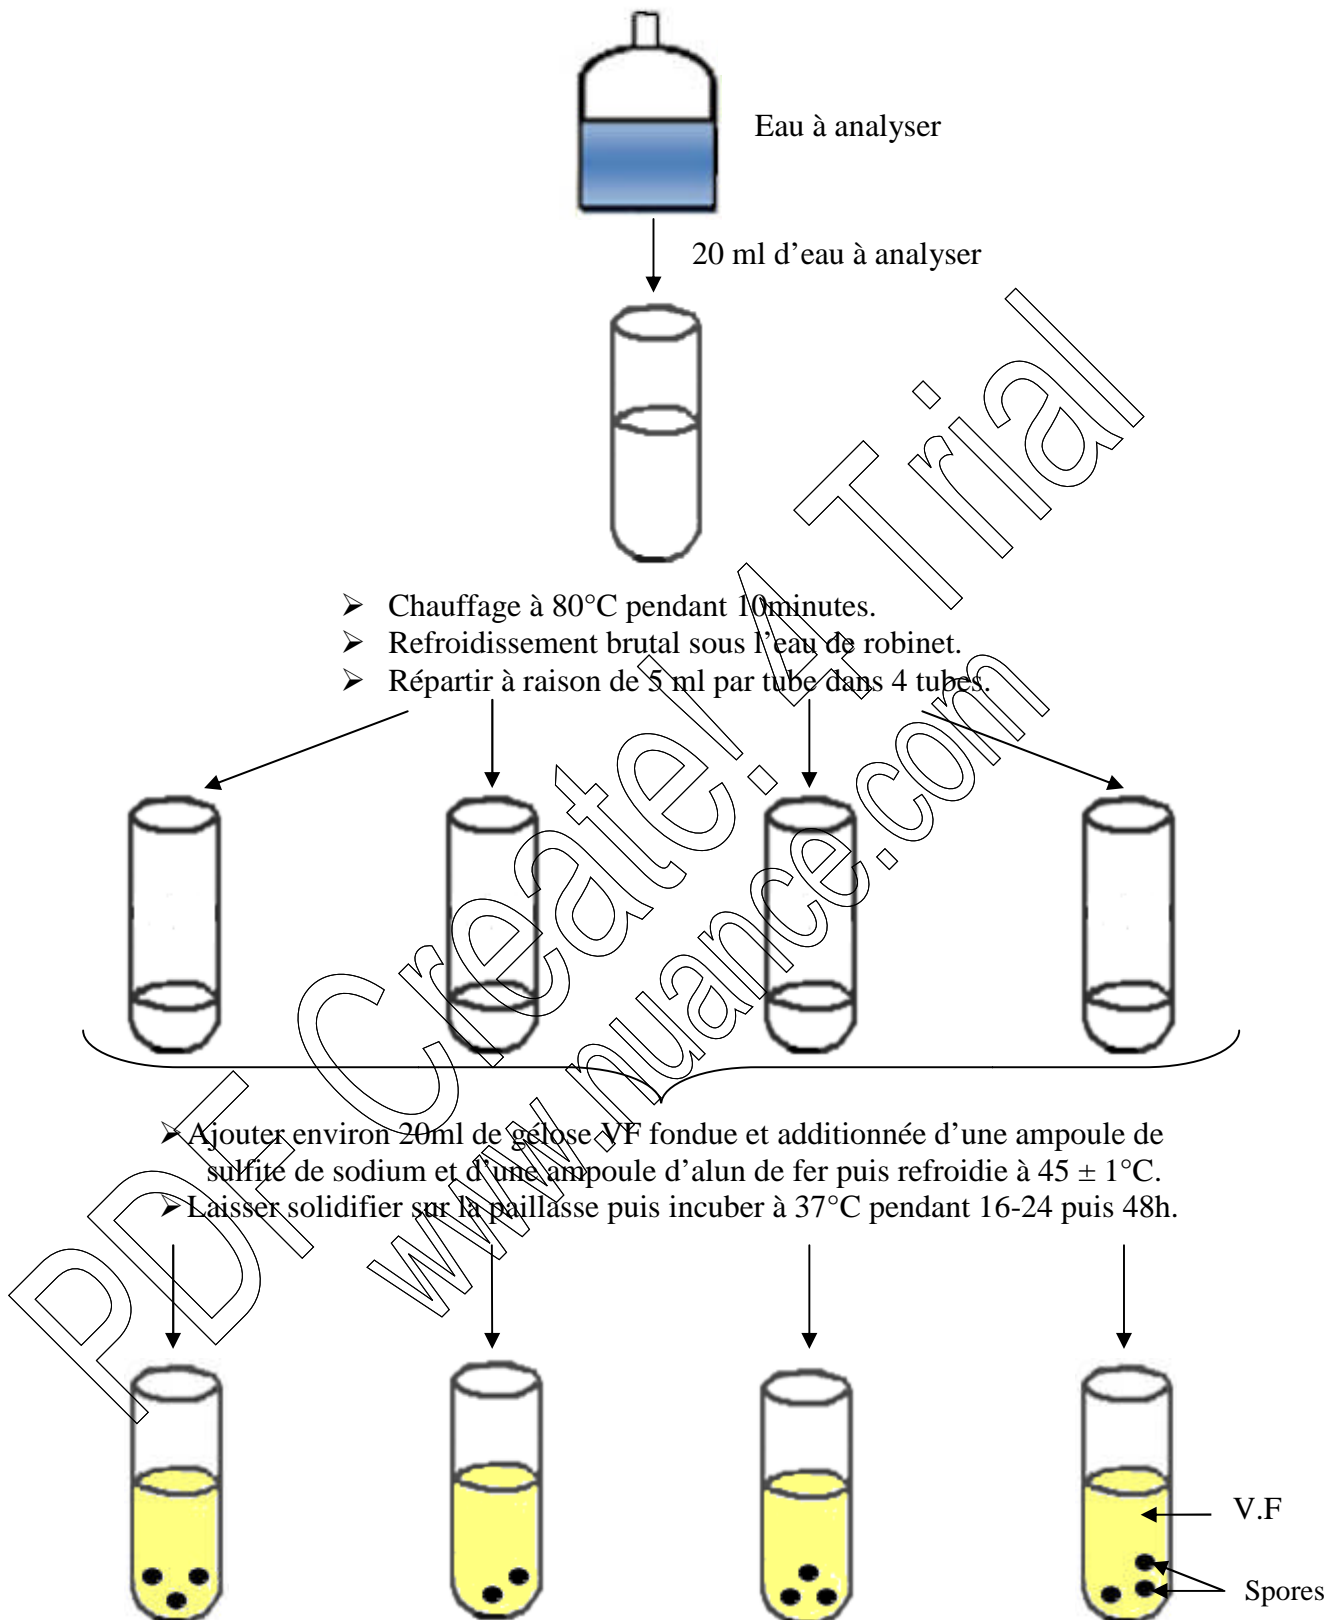 Eau à analyser
20 ml d’eau à analyser
➢ Chauffage à 80°C pendant 10minutes.
➢ Refroidissement brutal sous l’eau de robinet.
➢ Répartir à raison de 5 ml par tube dans 4 tubes.
➢ Ajouter environ 20ml de gélose VF fondue et additionnée d’une ampoule de
sulfite de sodium et d’une ampoule d’alun de fer puis refroidie à 45 ± 1°C.
➢ Laisser solidifier sur la paillasse puis incuber à 37°C pendant 16-24 puis 48h.
V.F
Spores
PDF Create! 4 Trial
www.nuance.com